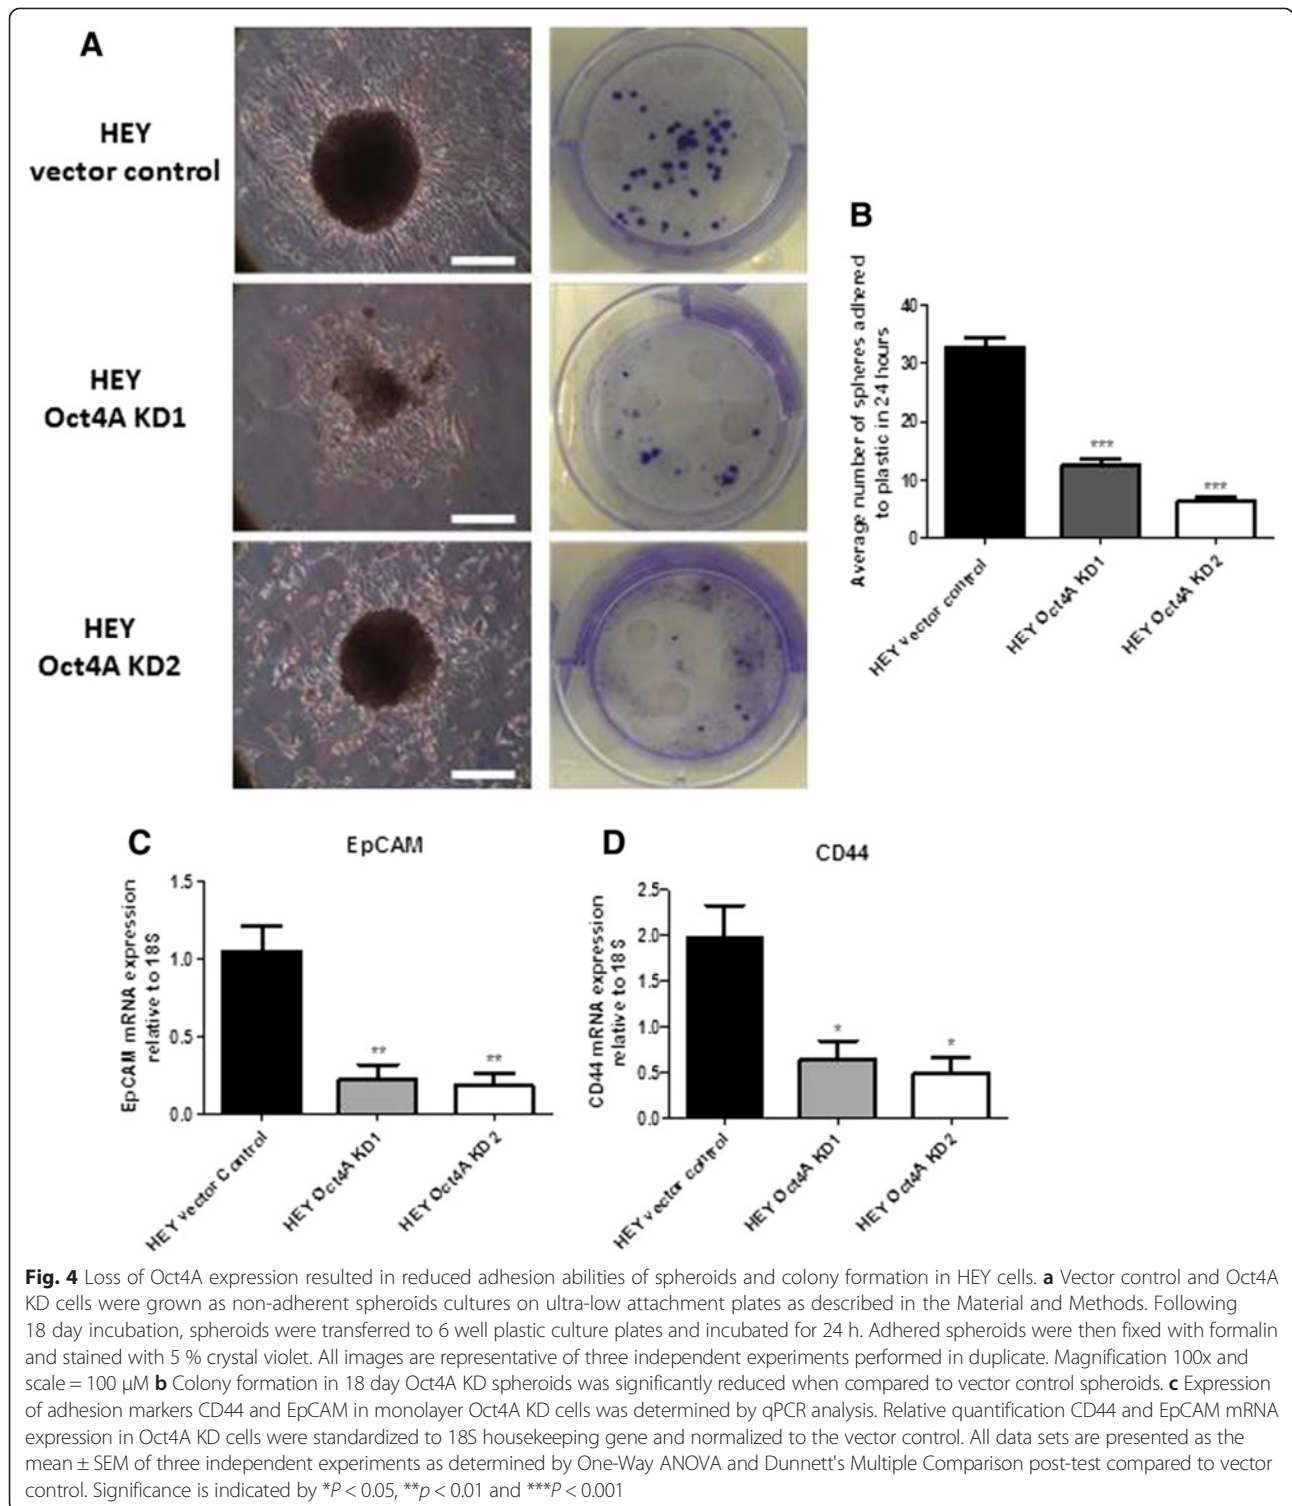 A
HEY
vector control
HEY
Oct4A KD1
HEY
Oct4A KD2
B
Average number of spheres adhered
to plastic in 24 hours
40
30
20
10
0
***
***
HEY vector control
HEY Oct4A KD1
HEY Oct4A KD2
C
EpCAM
EpCAM mRNA expression
relative to 18S
1.5
1.0
0.5
0.0
**
**
HEY vector Control
HEY Oct4A KD1
HEY Oct4A KD2
D
CD44
CD44 mRNA expression
relative to 18S
2.5
2.0
1.5
1.0
0.5
0.0
*
*
HEY vector control
HEY Oct4A KD1
HEY Oct4A KD2
Fig. 4 Loss of Oct4A expression resulted in reduced adhesion abilities of spheroids and colony formation in HEY cells. a Vector control and Oct4A
KD cells were grown as non-adherent spheroids cultures on ultra-low attachment plates as described in the Material and Methods. Following
18 day incubation, spheroids were transferred to 6 well plastic culture plates and incubated for 24 h. Adhered spheroids were then fixed with formalin
and stained with 5 % crystal violet. All images are representative of three independent experiments performed in duplicate. Magnification 100x and
scale = 100 μM b Colony formation in 18 day Oct4A KD spheroids was significantly reduced when compared to vector control spheroids. c Expression
of adhesion markers CD44 and EpCAM in monolayer Oct4A KD cells was determined by qPCR analysis. Relative quantification CD44 and EpCAM mRNA
expression in Oct4A KD cells were standardized to 18S housekeeping gene and normalized to the vector control. All data sets are presented as the
mean ± SEM of three independent experiments as determined by One-Way ANOVA and Dunnett's Multiple Comparison post-test compared to vector
control. Significance is indicated by *P < 0.05, **p < 0.01 and ***P < 0.001